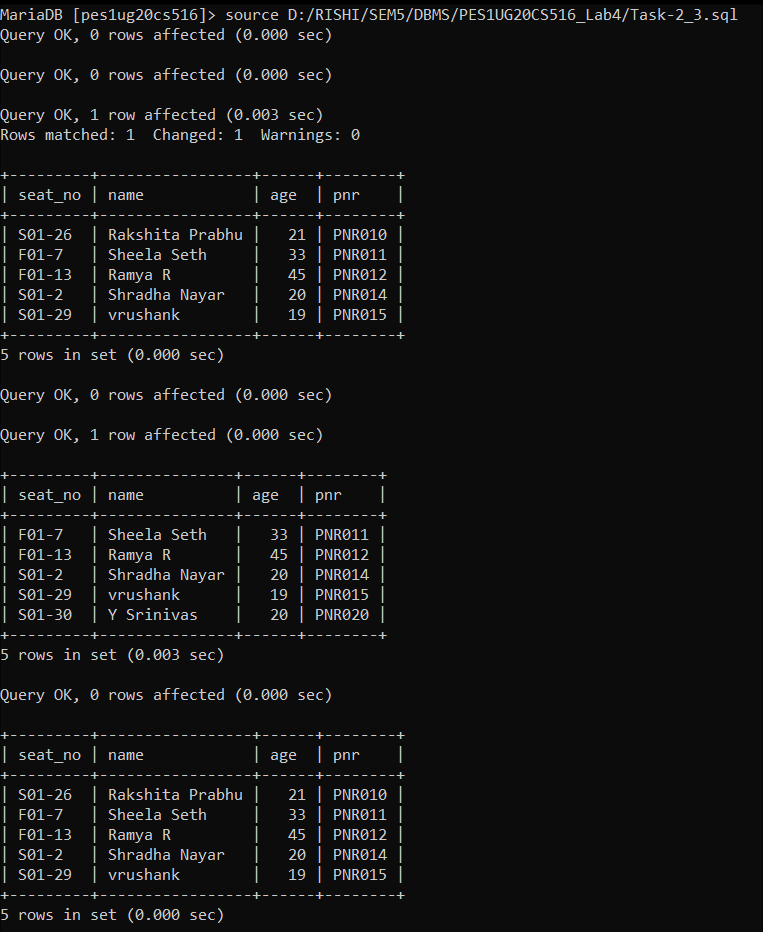 MariaDB [pes1ug20cs516]> source D:/RISHI/SEM5/DBMS/PES1UG20CS516_Lab4/Task-2_3.sql
Query OK, 0 rows affected (0.000 sec)

Query OK, 0 rows affected (0.000 sec)

Query OK, 1 row affected (0.003 sec)
Rows matched: 1  Changed: 1  Warnings: 0

+---------+-----------------+------+--------+
| seat_no | name            | age  | pnr    |
+---------+-----------------+------+--------+
| S01-26  | Rakshita Prabhu |   21 | PNR010 |
| F01-7   | Sheela Seth     |   33 | PNR011 |
| F01-13  | Ramya R         |   45 | PNR012 |
| S01-2   | Shradha Nayar   |   20 | PNR014 |
| S01-29  | vrushank        |   19 | PNR015 |
+---------+-----------------+------+--------+
5 rows in set (0.000 sec)

Query OK, 0 rows affected (0.000 sec)

Query OK, 1 row affected (0.000 sec)

+---------+---------------+------+--------+
| seat_no | name          | age  | pnr    |
+---------+---------------+------+--------+
| F01-7   | Sheela Seth   |   33 | PNR011 |
| F01-13  | Ramya R       |   45 | PNR012 |
| S01-2   | Shradha Nayar |   20 | PNR014 |
| S01-29  | vrushank      |   19 | PNR015 |
| S01-30  | Y Srinivas    |   20 | PNR020 |
+---------+---------------+------+--------+
5 rows in set (0.003 sec)

Query OK, 0 rows affected (0.000 sec)

+---------+-----------------+------+--------+
| seat_no | name            | age  | pnr    |
+---------+-----------------+------+--------+
| S01-26  | Rakshita Prabhu |   21 | PNR010 |
| F01-7   | Sheela Seth     |   33 | PNR011 |
| F01-13  | Ramya R         |   45 | PNR012 |
| S01-2   | Shradha Nayar   |   20 | PNR014 |
| S01-29  | vrushank        |   19 | PNR015 |
+---------+-----------------+------+--------+
5 rows in set (0.000 sec)